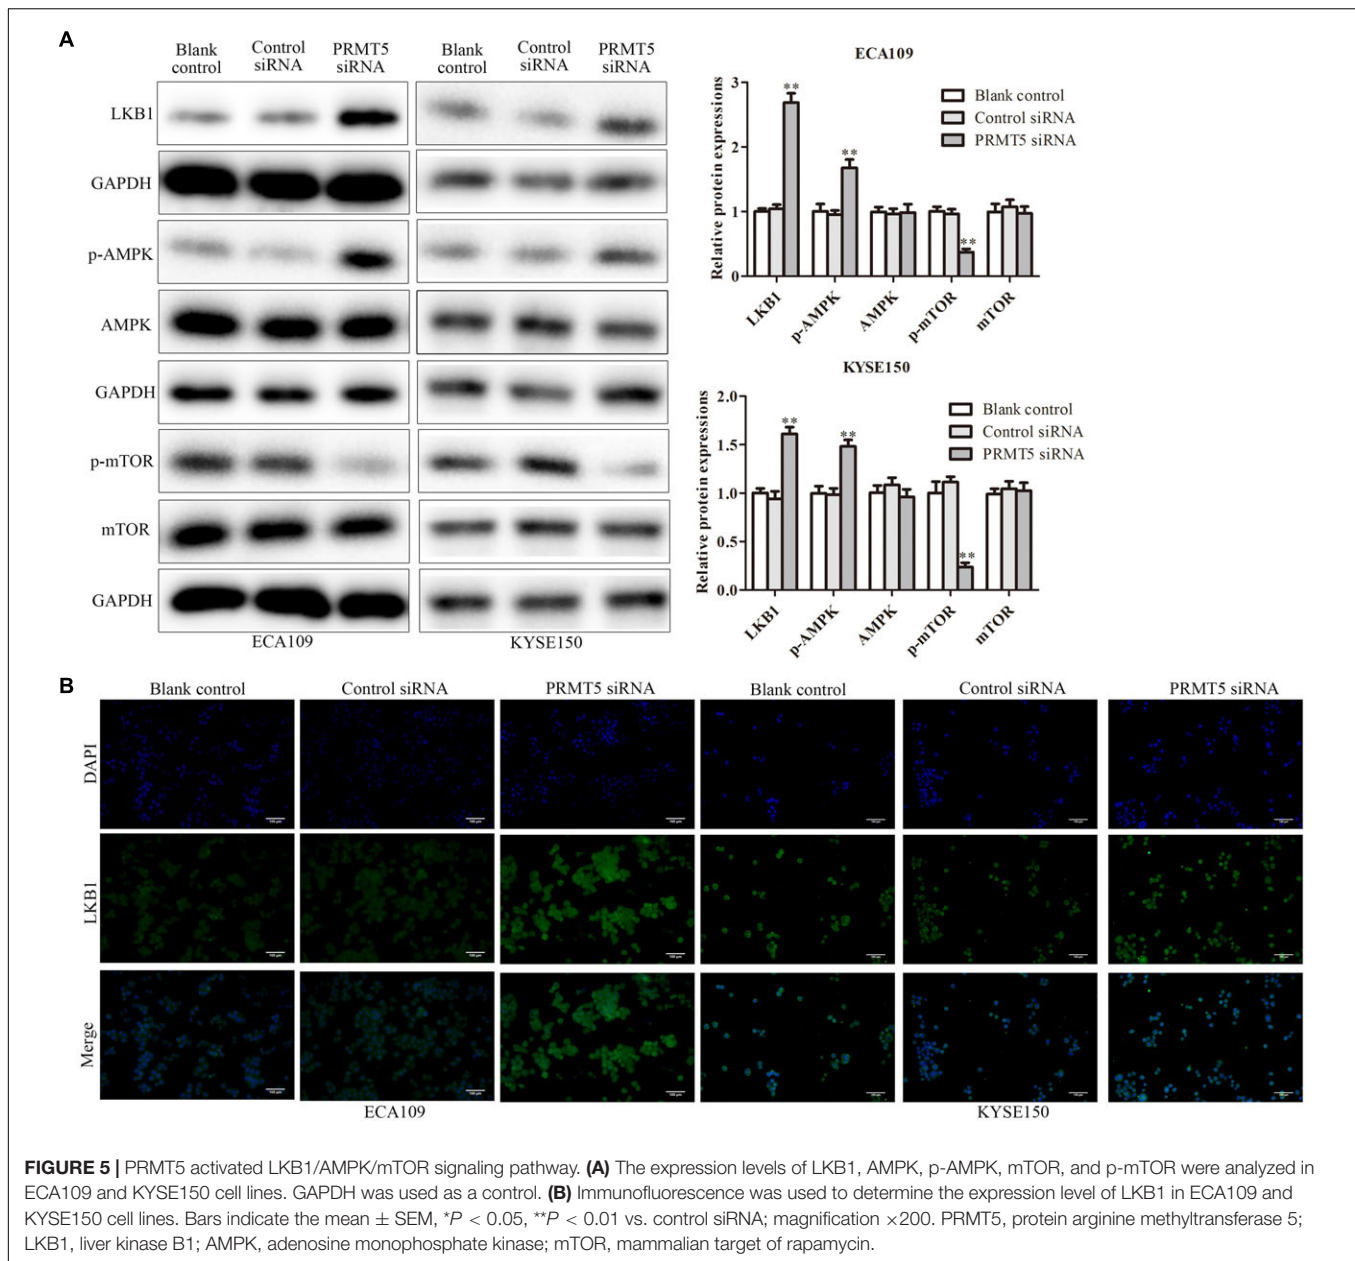 A
Blank control
Control siRNA
PRMT5 siRNA
Blank control
Control siRNA
PRMT5 siRNA
LKB1
GAPDH
p-AMPK
AMPK
GAPDH
p-mTOR
mTOR
GAPDH
ECA109
KYSE150
ECA109
Relative protein expressions
3
2
1
0
**
**
**
Blank control
Control siRNA
PRMT5 siRNA
LKB1
p-AMPK
AMPK
p-mTOR
mTOR
KYSE150
Relative protein expressions
2.0
1.5
1.0
0.5
0.0
**
**
**
Blank control
Control siRNA
PRMT5 siRNA
LKB1
p-AMPK
AMPK
p-mTOR
mTOR
B
Blank control
Control siRNA
PRMT5 siRNA
Blank control
Control siRNA
PRMT5 siRNA
DAPI
LKB1
Merge
ECA109
KYSE150
FIGURE 5 | PRMT5 activated LKB1/AMPK/mTOR signaling pathway. (A) The expression levels of LKB1, AMPK, p-AMPK, mTOR, and p-mTOR were analyzed in
ECA109 and KYSE150 cell lines. GAPDH was used as a control. (B) Immunofluorescence was used to determine the expression level of LKB1 in ECA109 and
KYSE150 cell lines. Bars indicate the mean ± SEM, *P < 0.05, **P < 0.01 vs. control siRNA; magnification ×200. PRMT5, protein arginine methyltransferase 5;
LKB1, liver kinase B1; AMPK, adenosine monophosphate kinase; mTOR, mammalian target of rapamycin.